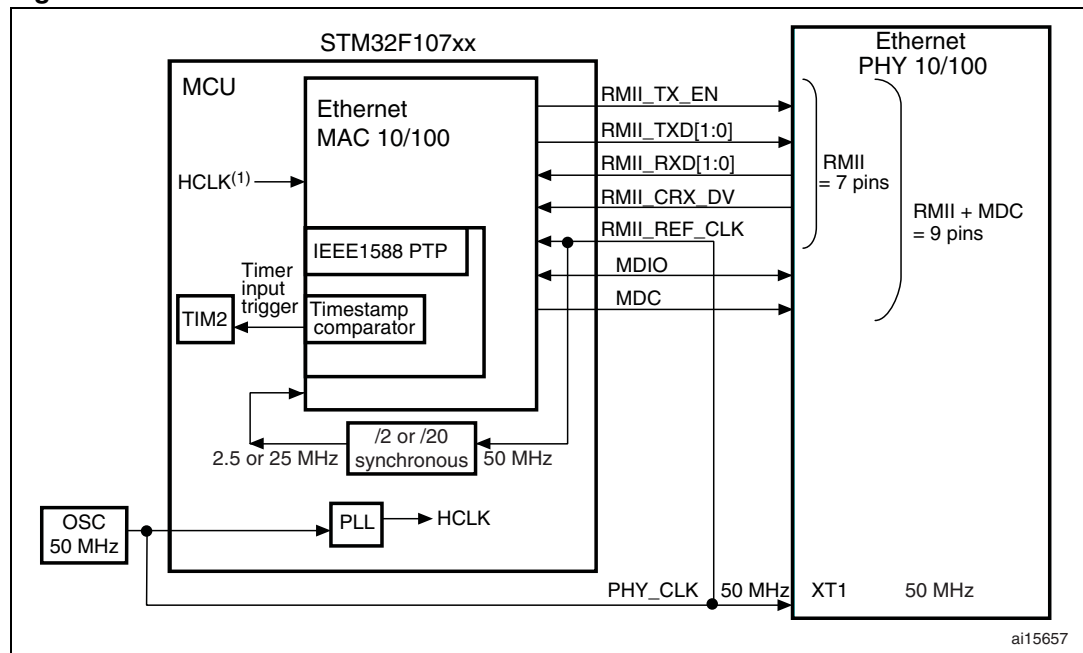 STM32F107xx
MCU
Ethernet
MAC 10/100
HCLK(1)
IEEE1588 PTP
Timer
input
trigger
TIM2
Timestamp
comparator
/2 or /20
synchronous
2.5 or 25 MHz
50 MHz
OSC
50 MHz
PLL
HCLK
RMII_TX_EN
RMII_TXD[1:0]
RMII_RXD[1:0]
RMII_CRX_DV
RMII_REF_CLK
MDIO
MDC
PHY_CLK
50 MHz
Ethernet
PHY 10/100
RMII
= 7 pins
RMII + MDC
= 9 pins
XT1
50 MHz
ai15657